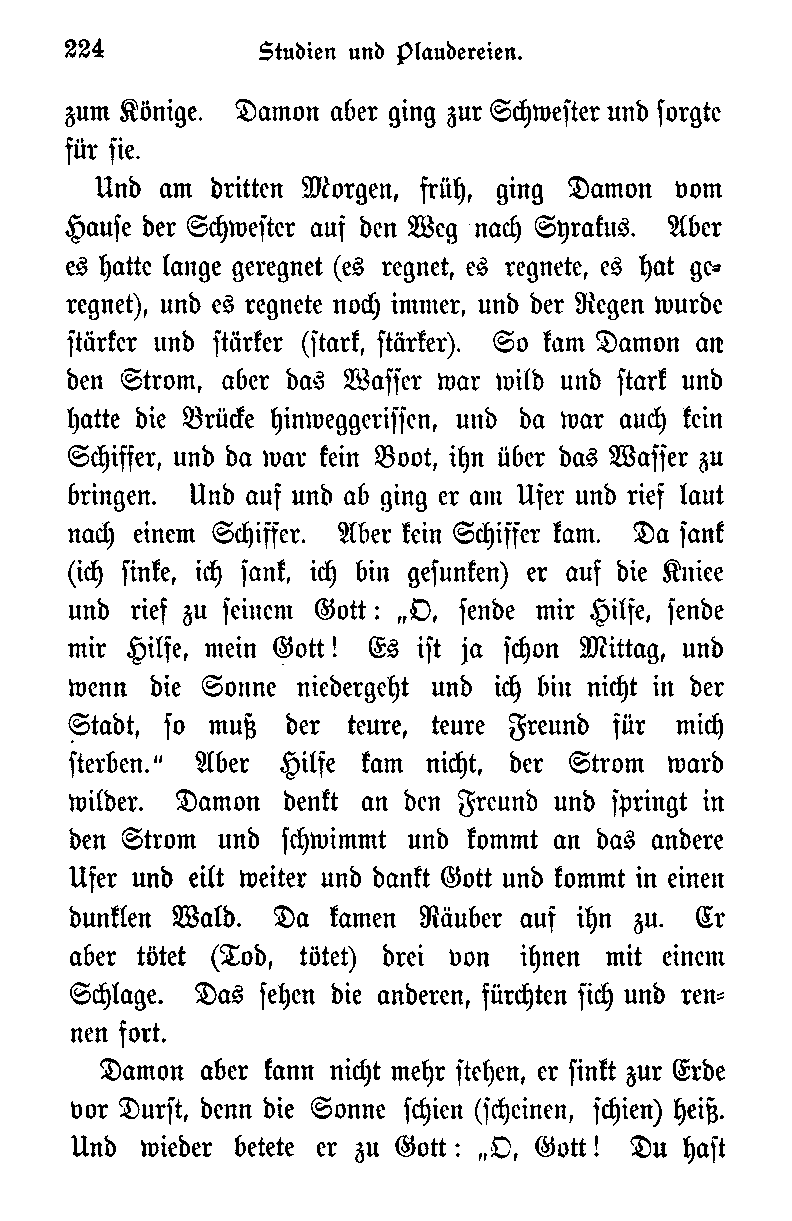 224 Studien und Plaudereien.
zum Könige. Damon aber ging zur Schwester und sorgte
für sie.
Und am dritten Morgen, früh, ging Damon vom
Hause der Schwester auf den Weg nach Syrakus. Aber
es hatte lange geregnet (es regnet, es regnete, es hat ge-
regnet), und es regnete noch immer, und der Regen wurde
stärker und stärker (stark, stärker). So kam Damon an
den Strom, aber das Wasser war wild und stark und
hatte die Brücke hinweggerissen, und da war auch kein
Schiffer, und da war kein Boot, ihn über das Wasser zu
bringen. Und auf und ab ging er am Ufer und rief laut
nach einem Schiffer. Aber kein Schiffer kam. Da sank
(ich sinke, ich sank, ich bin gesunken) er auf die Kniee
und rief zu seinem Gott: „O, sende mir Hilfe, sende
mir Hilfe, mein Gott! Es ist ja schon Mittag, und
wenn die Sonne niedergeht und ich bin nicht in der
Stadt, so muß der teure, teure Freund für mich
sterben.“ Aber Hilfe kam nicht, der Strom ward
wilder. Damon denkt an den Freund und springt in
den Strom und schwimmt und kommt an das andere
Ufer und eilt weiter und dankt Gott und kommt in einen
dunklen Wald. Da kamen Räuber auf ihn zu. Er
aber tötet (Tod, tötet) drei von ihnen mit einem
Schlage. Das sehen die anderen, fürchten sich und ren-
nen fort.
Damon aber kann nicht mehr stehen, er sinkt zur Erde
vor Durst, denn die Sonne schien (scheinen, schien) heiß.
Und wieder betete er zu Gott: „O, Gott! Du hast